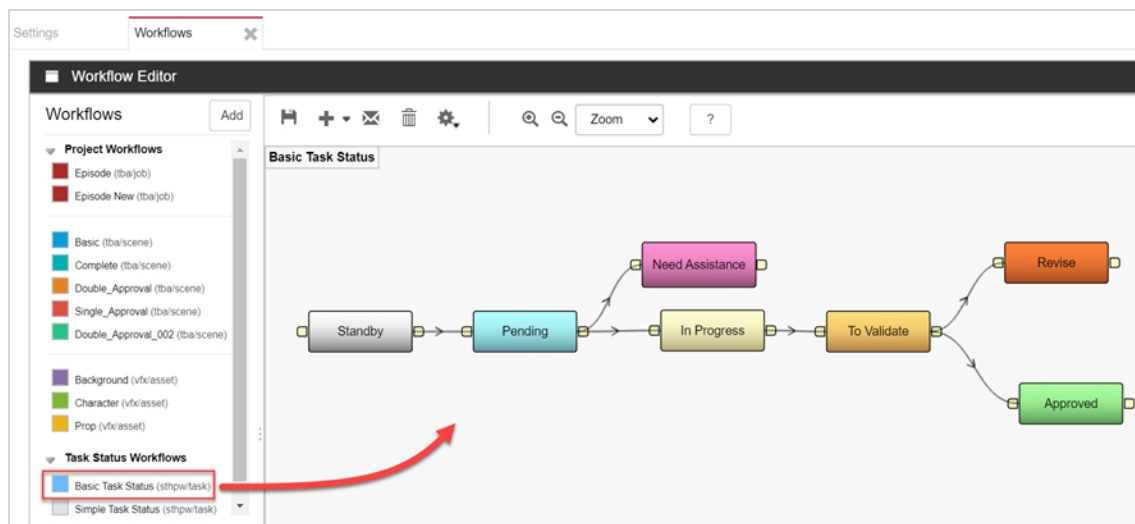 Settings
Workflows
Workflow Editor
Workflows
Add
Zoom
?
Project Workflows
Episode (tba/job)
Episode New (tba/job)
Basic (tba/scene)
Complete (tba/scene)
Double_Approval (tba/scene)
Single_Approval (tba/scene)
Double_Approval_002 (tba/scene)
Background (vfx/asset)
Character (vfx/asset)
Prop (vfx/asset)
Task Status Workflows
Basic Task Status (sthpw/task)
Simple Task Status (sthpw/task)
Basic Task Status
Need Assistance
Revise
Standby
Pending
In Progress
To Validate
Approved